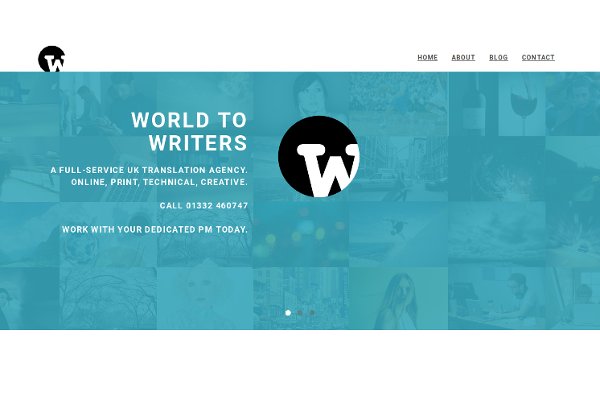 W
HOME ABOUT BLOG CONTACT
WORLD TO
WRITERS
W
A FULL-SERVICE UK TRANSLATION AGENCY.
ONLINE, PRINT, TECHNICAL, CREATIVE.
CALL 01332 460747
WORK WITH YOUR DEDICATED PM TODAY.